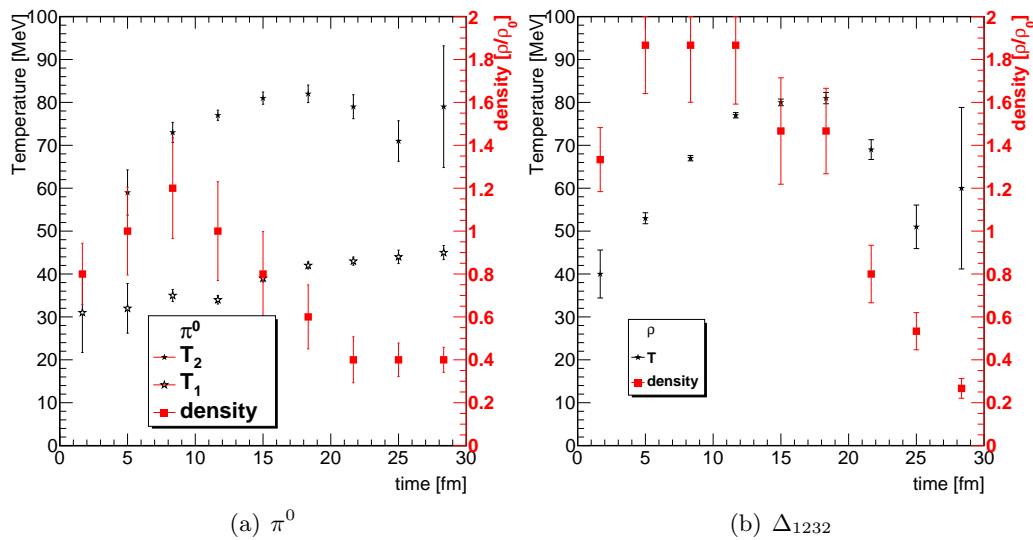 Temperature [MeV]
100
90
80
70
60
50
40
30
20
10
0
0 5 10 15 20 25 30
time [fm]
2
1.8
1.6
1.4
1.2
1
0.8
0.6
0.4
0.2
0
density [ρ/ρ₀]
π⁰
T₂
T₁
density
(a) π⁰
Temperature [MeV]
100
90
80
70
60
50
40
30
20
10
0
0 5 10 15 20 25 30
time [fm]
2
1.8
1.6
1.4
1.2
1
0.8
0.6
0.4
0.2
0
density [ρ/ρ₀]
ρ
T
density
(b) Δ₁₂₃₂